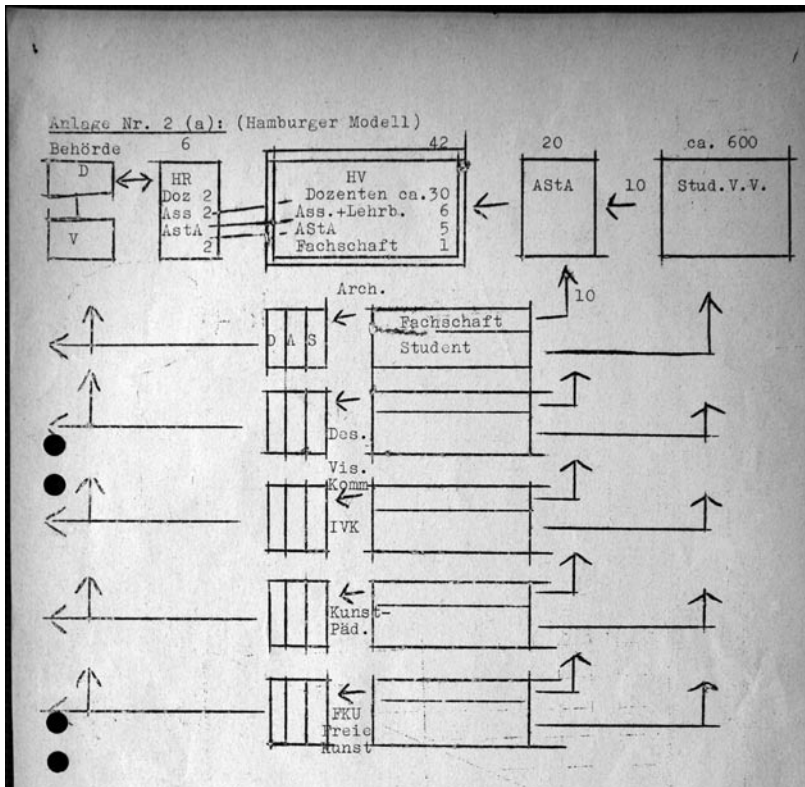 Anlage Nr. 2 (a): (Hamburger Modell)
Behörde 6 42 20 ca. 600
D
V
HR
Doz 2
Ass 2
AstA
2
HV
Dozenten ca.30
Ass.+Lehrb. 6
AStA 5
Fachschaft 1
AStA
10
Stud.V.V.
Arch.
10
D A S
Fachschaft
Student
Des.
Vis.
Komm
IVK
Kunst-
Päd.
FKU
Freie
Kunst